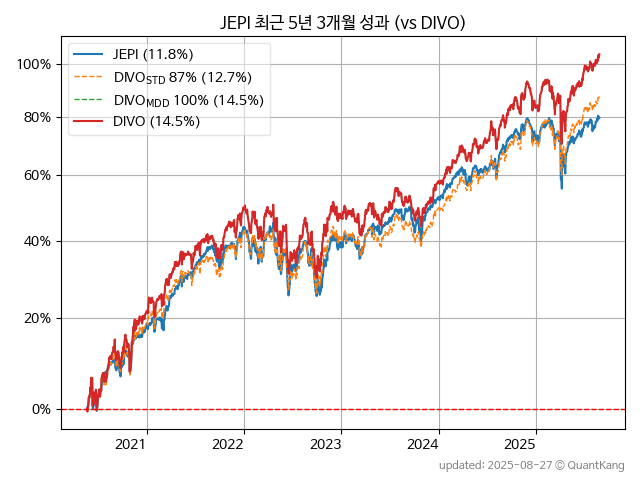 JEPI 최근 5년 3개월 성과 (vs DIVO)
JEPI (11.8%)
DIVO_STD 87% (12.7%)
DIVO_MDD 100% (14.5%)
DIVO (14.5%)
100%
80%
60%
40%
20%
0%
2021 2022 2023 2024 2025
updated: 2025-08-27 © QuantKang